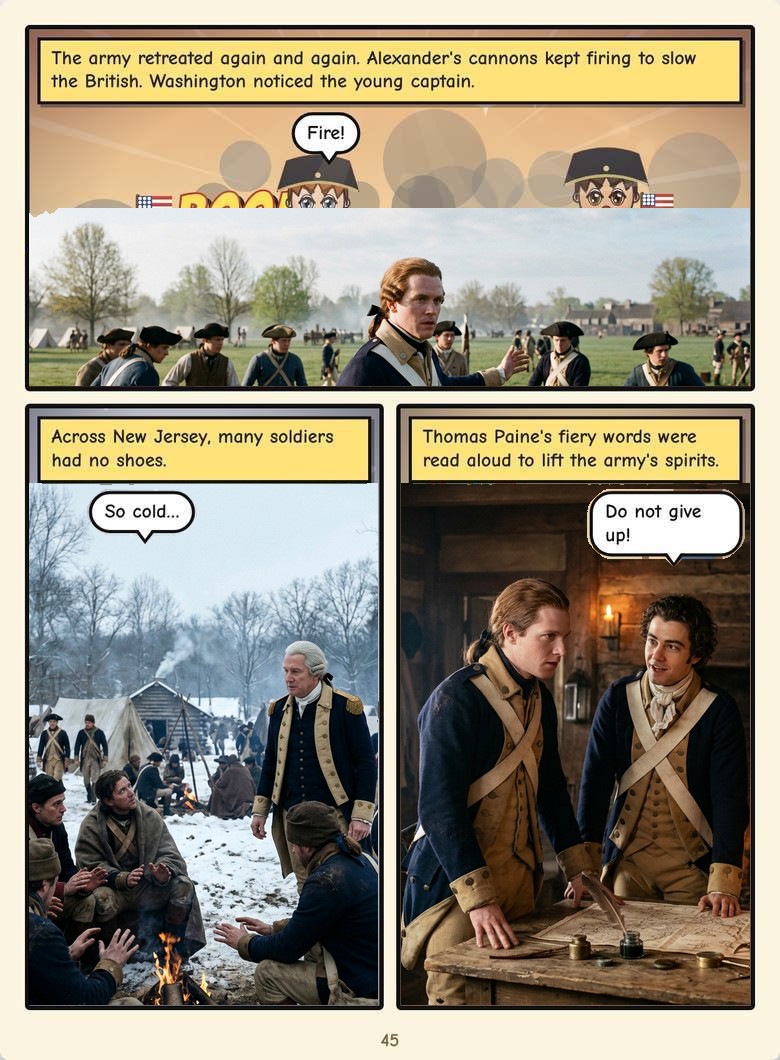 The army retreated again and again. Alexander's cannons kept firing to slow
the British. Washington noticed the young captain.
Fire!
Across New Jersey, many soldiers
had no shoes.
So cold...
Thomas Paine's fiery words were
read aloud to lift the army's spirits.
Do not give
up!
45